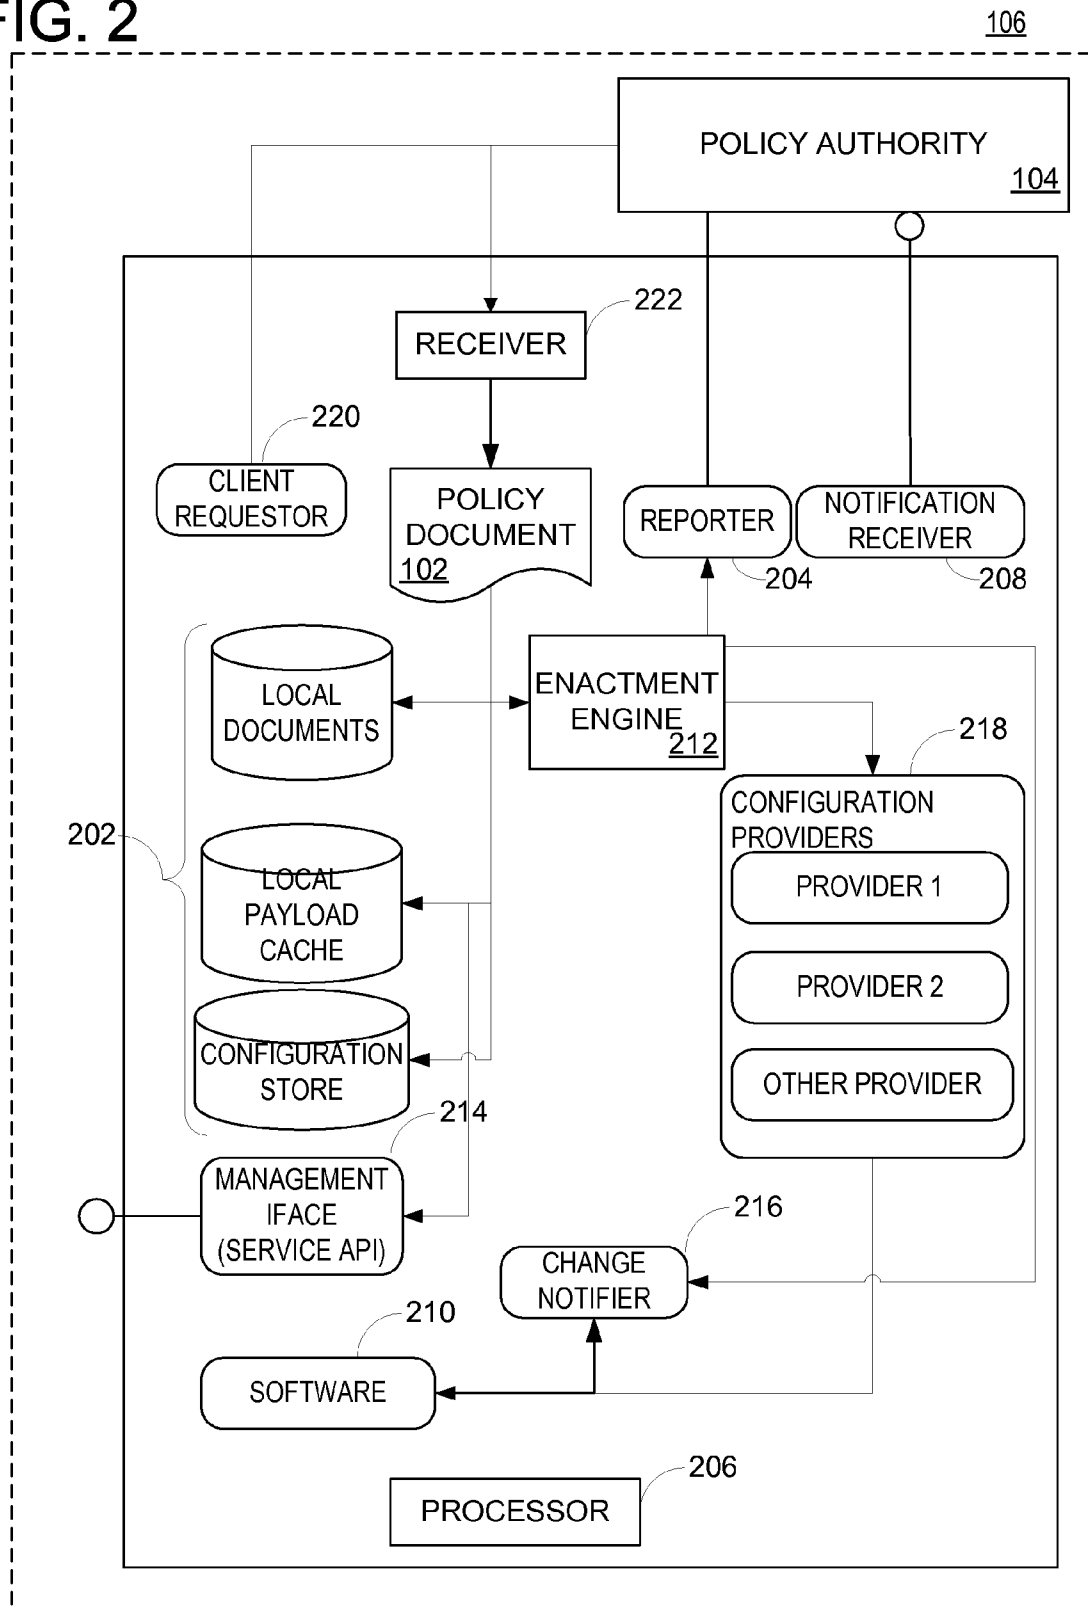 FIG. 2
106
POLICY AUTHORITY
104
222
RECEIVER
220
CLIENT
REQUESTOR
POLICY
DOCUMENT
102
REPORTER
204
NOTIFICATION
RECEIVER
208
LOCAL
DOCUMENTS
ENACTMENT
ENGINE
212
218
CONFIGURATION
PROVIDERS
PROVIDER 1
PROVIDER 2
OTHER PROVIDER
202
LOCAL
PAYLOAD
CACHE
CONFIGURATION
STORE
214
MANAGEMENT
IFACE
(SERVICE API)
216
CHANGE
NOTIFIER
210
SOFTWARE
206
PROCESSOR